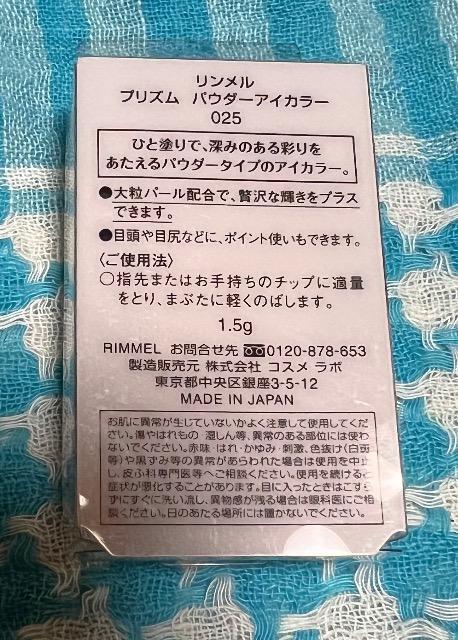 リンメル
プリズム パウダーアイカラー
025
ひと塗りで、深みのある彩りを
あたえるパウダータイプのアイカラー。
●大粒パール配合で、贅沢な輝きをプラス
できます。
●目頭や目尻などに、ポイント使いもできます。
〈ご使用法〉
○指先またはお手持ちのチップに適量
をとり、まぶたに軽くのばします。
1.5g
RIMMEL お問合せ先 0120-878-653
製造販売元 株式会社 コスメ ラボ
東京都中央区銀座3-5-12
MADE IN JAPAN
お肌に異常が生じていないかよく注意して使用してくだ
さい。傷やはれもの 湿しん等、異常のある部位には使わ
ないでください。赤味・はれ・かゆみ・刺激、色抜け(白斑
等)や黒ずみ等の異常があらわれた場合は使用を中止
し、皮ふ科専門医等へご相談ください。使用を続けると
症状が悪化することがあります。目に入ったときはこすら
ずにすぐに洗い流し、異物感が残る場合は眼科医にご相
談ください。日のあたる場所には置かないでください。